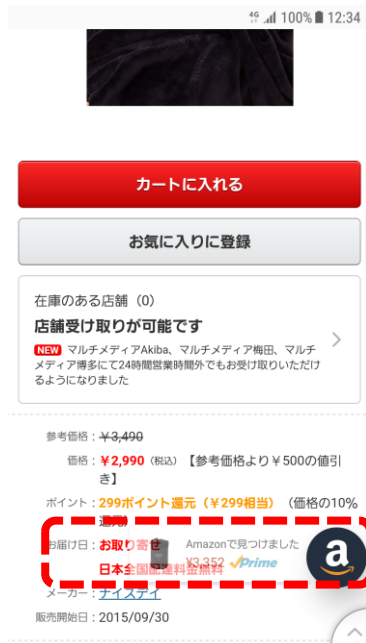 4G 100% 12:34
カートに入れる
お気に入りに登録
在庫のある店舗（0）
店舗受け取りが可能です
NEW マルチメディアAkiba、マルチメディア梅田、マルチ
メディア博多にて24時間営業時間外でもお受け取りいただけ
るようになりました
参考価格：￥3,490
価格：￥2,990（税込）【参考価格より￥500の値引
き】
ポイント：299ポイント還元（￥299相当）（価格の10%
還元）
お届け日：お取り寄せ
Amazonで見つけました
日本全国配達料金無料
¥3,252 Prime
a
メーカー：ナイスデイ
販売開始日：2015/09/30